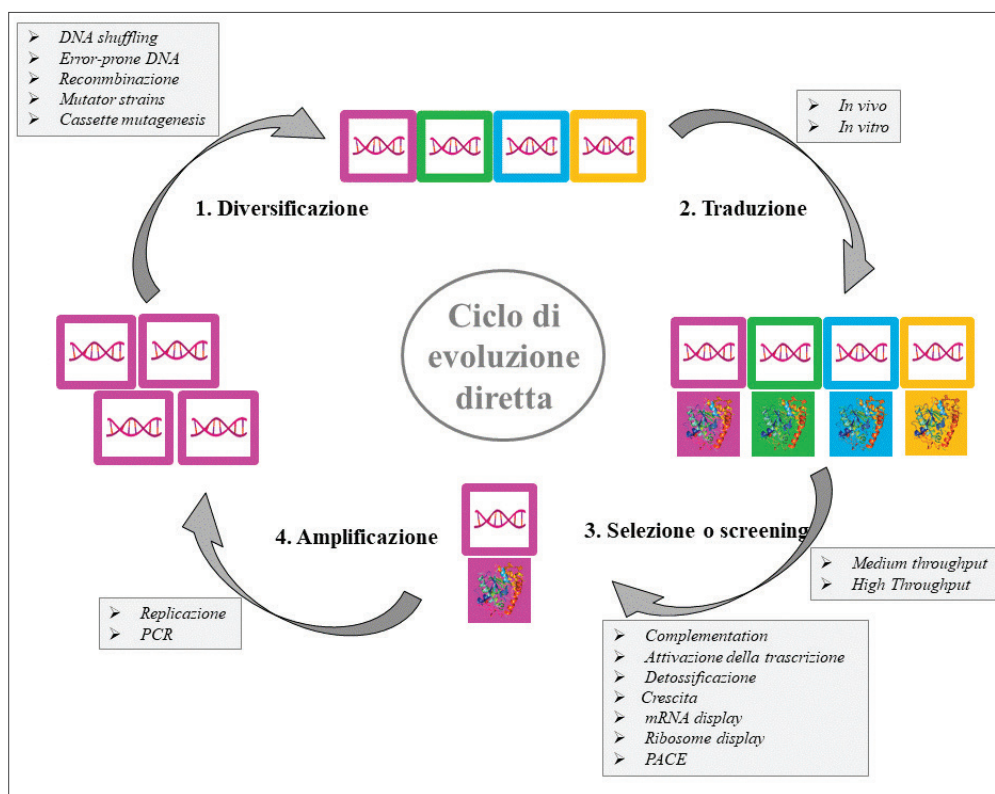 DNA shuffling
Error-prone DNA
Reconmbinazione
Mutator strains
Cassette mutagenesis
In vivo
In vitro
1. Diversificazione
2. Traduzione
Ciclo di
evoluzione
diretta
4. Amplificazione
3. Selezione o screening
Medium throughput
High Throughput
Replicazione
PCR
Complementation
Attivazione della trascrizione
Detossificazione
Crescita
mRNA display
Ribosome display
PACE